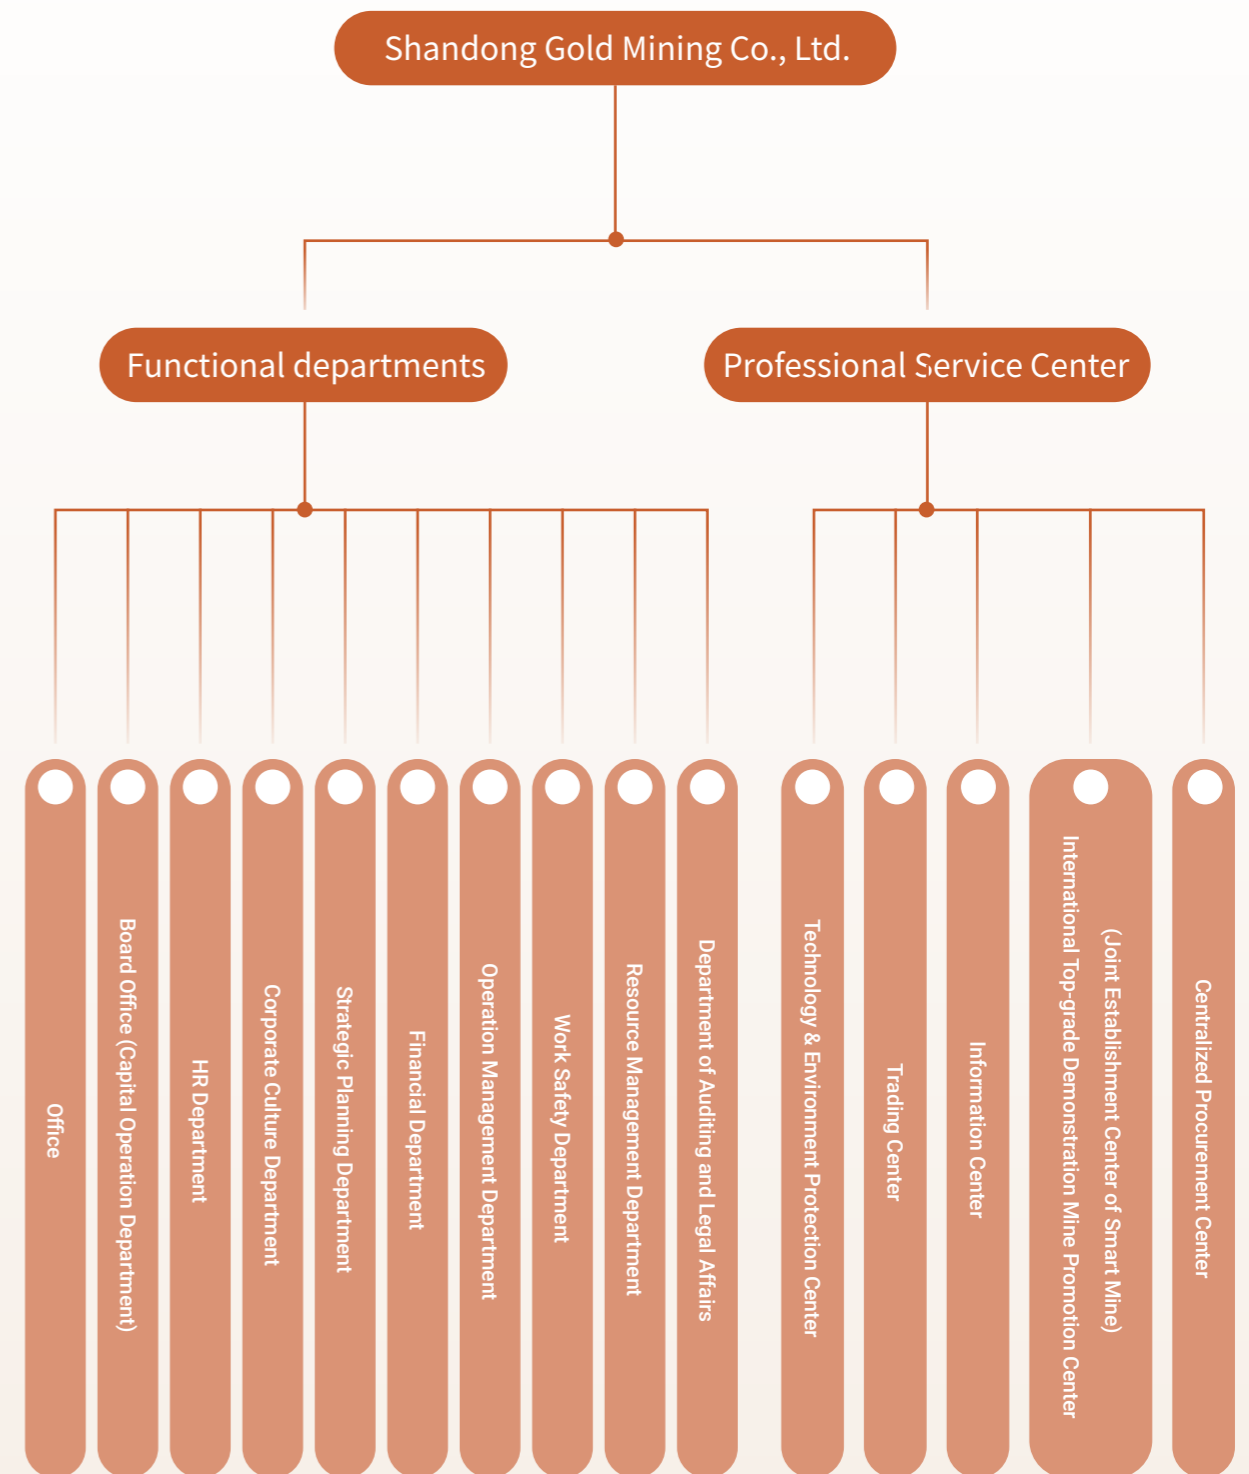 Shandong Gold Mining Co., Ltd.
Functional departments
Professional Service Center
Office
Board Office (Capital Operation Department)
HR Department
Corporate Culture Department
Strategic Planning Department
Financial Department
Operation Management Department
Work Safety Department
Resource Management Department
Department of Auditing and Legal Affairs
Technology & Environment Protection Center
Trading Center
Information Center
International Top-grade Demonstration Mine Promotion Center
(Joint Establishment Center of Smart Mine)
Centralized Procurement Center